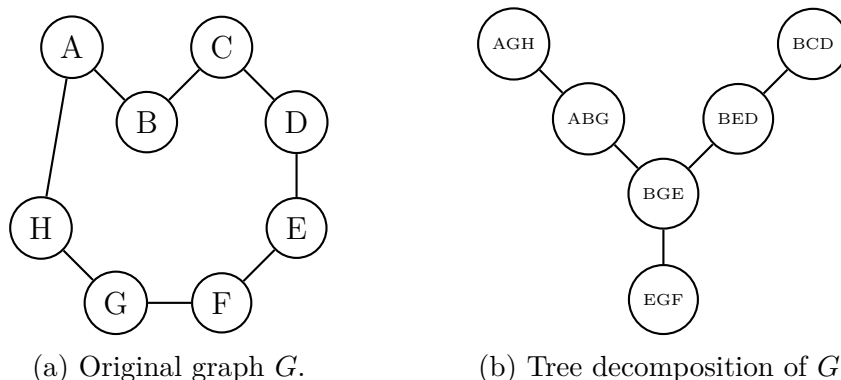 A
C
B
D
H
E
G
F
(a) Original graph G.
AGH
BCD
ABG
BED
BGE
EGF
(b) Tree decomposition of G